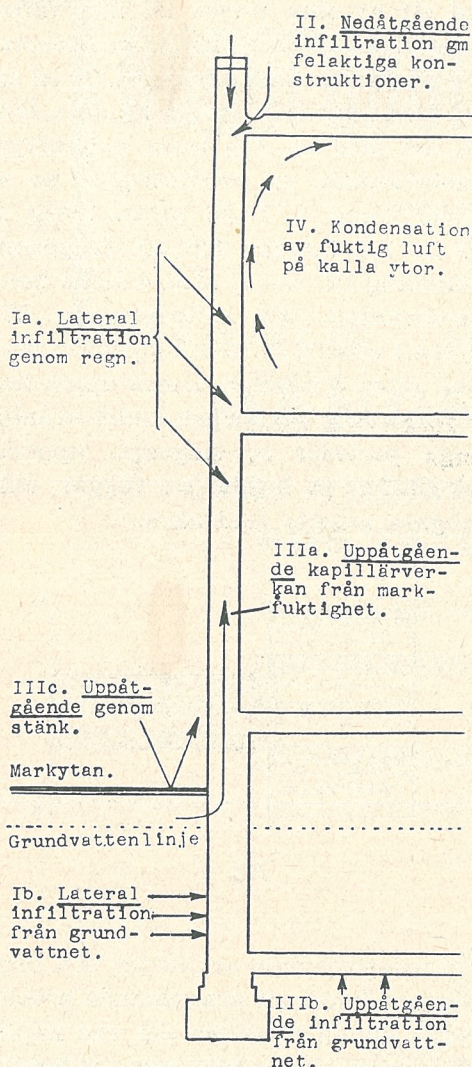 II. Nedåtgående
infiltration gm
felaktiga kon-
struktioner.
IV. Kondensation
av fuktig luft
på kalla ytor.
Ia. Lateral
infiltration
genom regn.
IIIa. Uppåtgåen-
de kapillärver-
kan från mark-
fuktighet.
IIIc. Uppåt-
gående genom
stänk.
Markytan.
Grundvattenlinje
Ib. Lateral
infiltration
från grund-
vattnet.
IIIb. Uppåtgåen-
de infiltration
från grundvatt-
net.